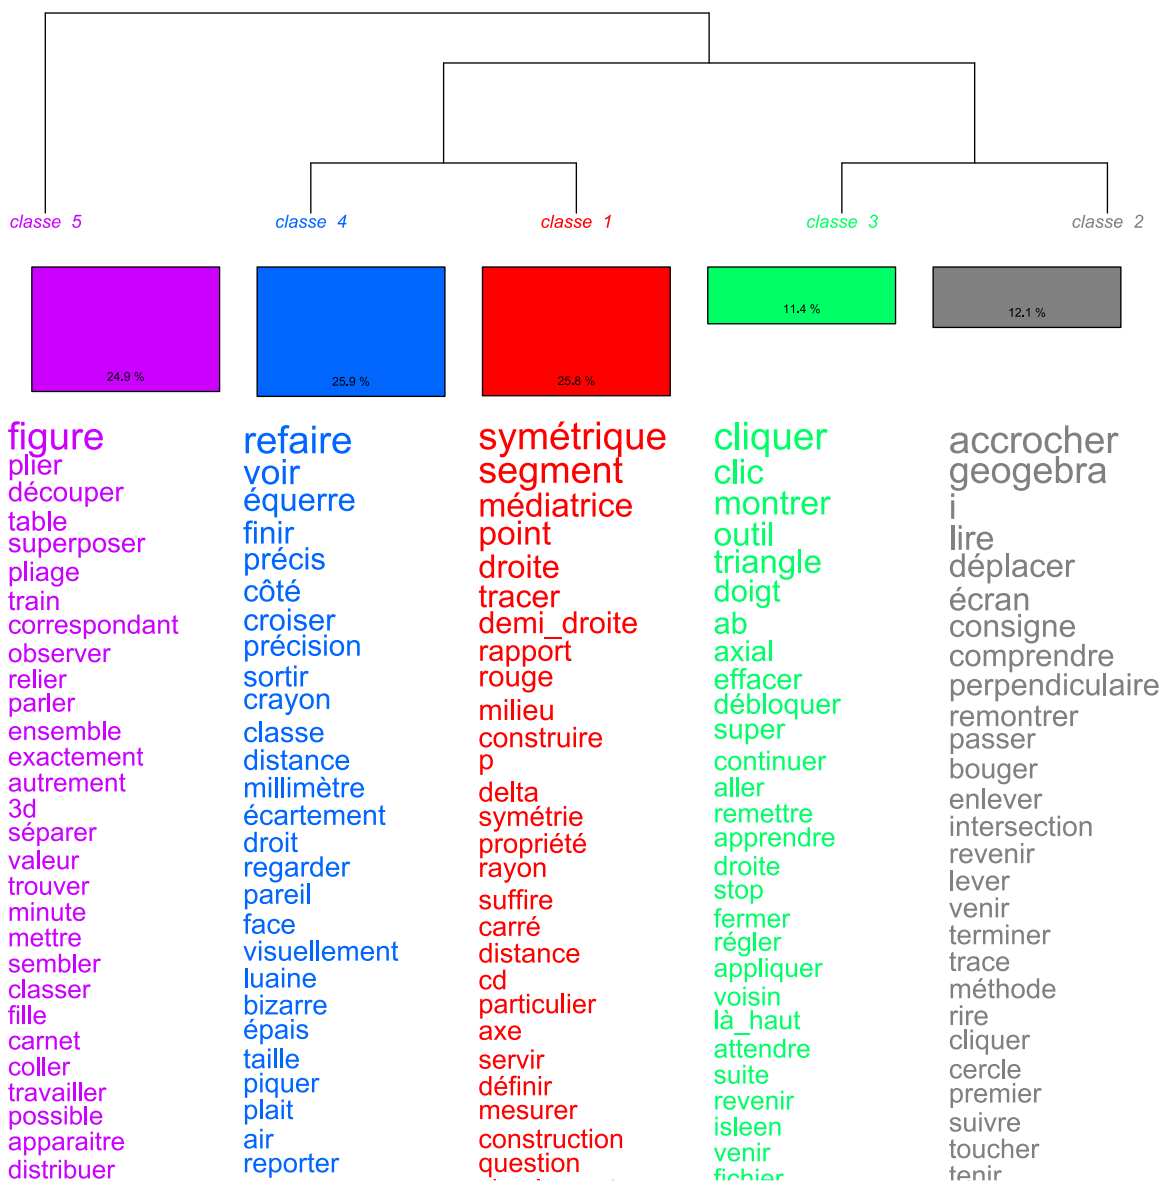 classe 5
classe 4
classe 1
classe 3
classe 2
24.9 %
25.9 %
25.8 %
11.4 %
12.1 %
figure
plier
découper
table
superposer
pliage
train
correspondant
observer
relier
parler
ensemble
exactement
autrement
3d
séparer
valeur
trouver
minute
mettre
sembler
classer
fille
carnet
coller
travailler
possible
apparaitre
distribuer
refaire
voir
équerre
finir
précis
côté
croiser
précision
sortir
crayon
classe
distance
millimètre
écartement
droit
regarder
pareil
face
visuellement
luaine
bizarre
épais
taille
piquer
plait
air
reporter
symétrique
segment
médiatrice
point
droite
tracer
demi_droite
rapport
rouge
milieu
construire
p
delta
symétrie
propriété
rayon
suffire
carré
distance
cd
particulier
axe
servir
définir
mesurer
construction
question
cliquer
clic
montrer
outil
triangle
doigt
ab
axial
effacer
débloquer
super
continuer
aller
remettre
apprendre
droite
stop
fermer
régler
appliquer
voisin
là_haut
attendre
suite
revenir
isleen
venir
fichier
accrocher
geogebra
i
lire
déplacer
écran
consigne
comprendre
perpendiculaire
remontrer
passer
bouger
enlever
intersection
revenir
lever
venir
terminer
trace
méthode
rire
cliquer
cercle
premier
suivre
toucher
tenir